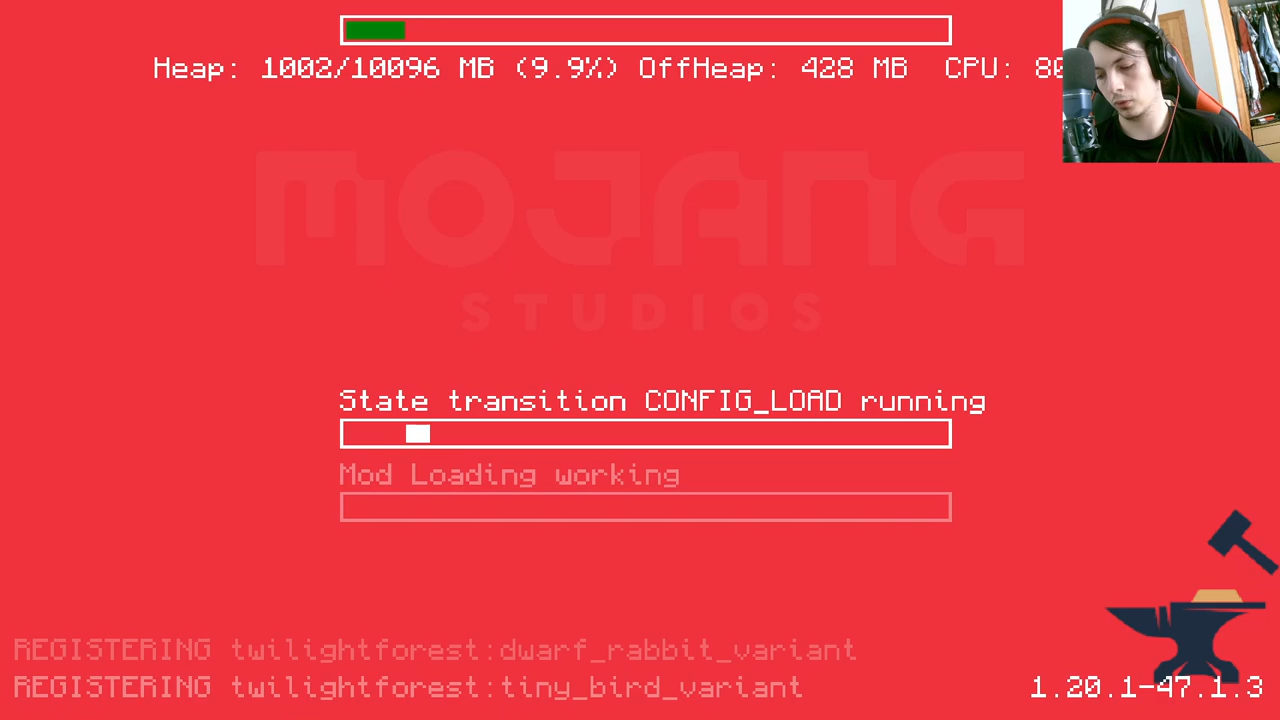 Heap: 1002/10096 MB (9.9%) OffHeap: 428 MB CPU: 80
MOJANG
STUDIOS
State transition CONFIG_LOAD running
Mod Loading working
REGISTERING twilightforest:dwarf_rabbit_variant
REGISTERING twilightforest:tiny_bird_variant
1.20.1-47.1.3